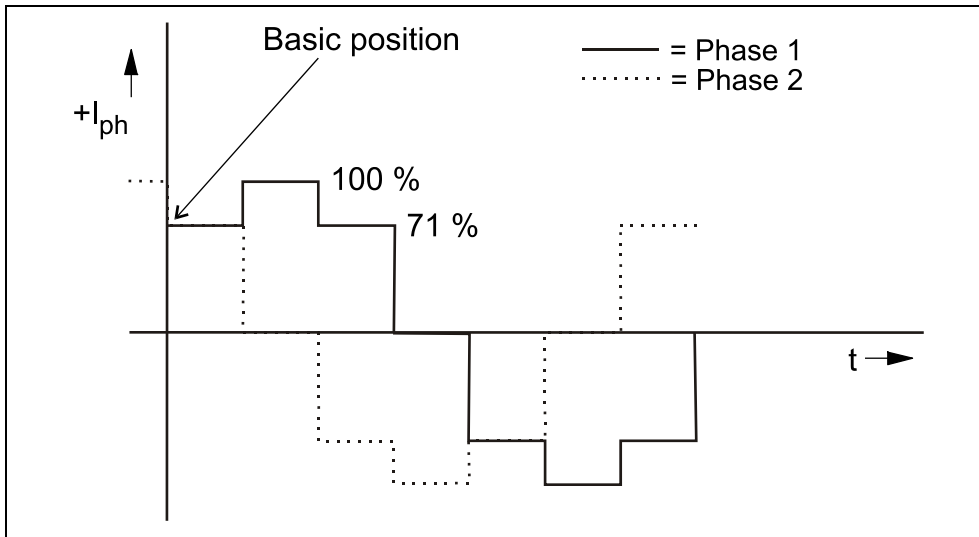 Basic position
= Phase 1
= Phase 2
+Iph
100 %
71 %
t